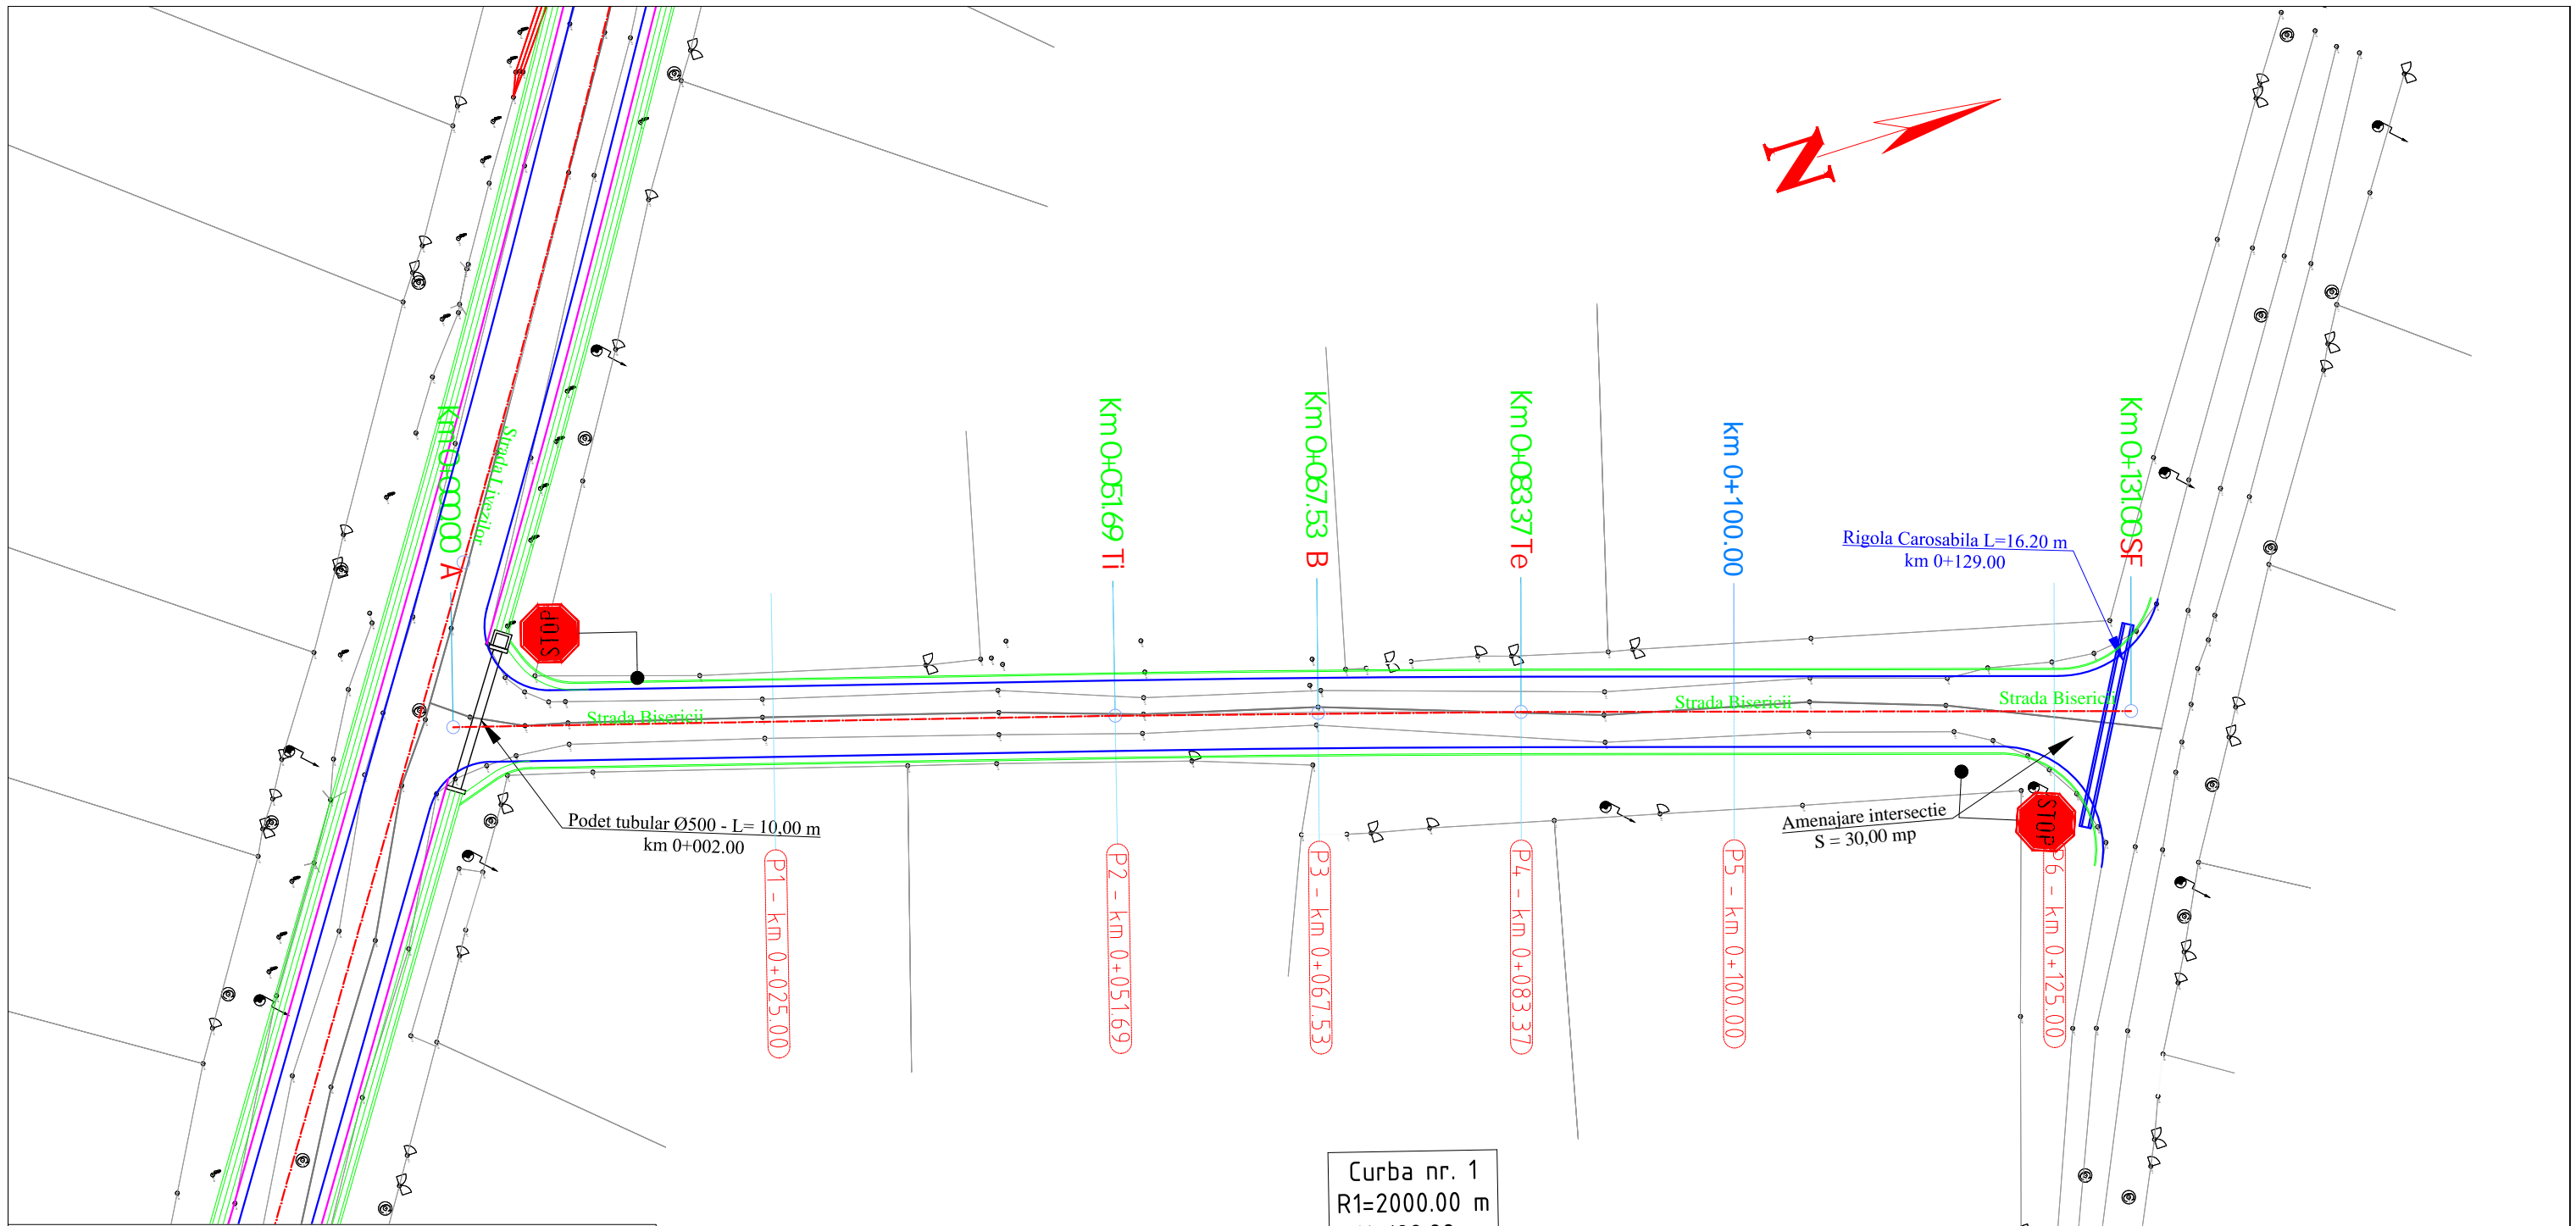 N
Km 0+000.00 A
Strada Livezilor
Km 0+051.69 Ti
Km 0+067.53 B
Km 0+083.37 Te
km 0+100.00
Km 0+131.00 SF
Rigola Carosabila L=16.20 m
km 0+129.00
STOP
Strada Bisericii
Strada Bisericii
Strada Bisericii
Podet tubular Ø500 - L= 10,00 m
km 0+002.00
Amenajare intersectie
S = 30,00 mp
STOP
P1 - km 0+025.00
P2 - km 0+051.69
P3 - km 0+067.53
P4 - km 0+083.37
P5 - km 0+100.00
P6 - km 0+125.00
Curba nr. 1
R1=2000.00 m